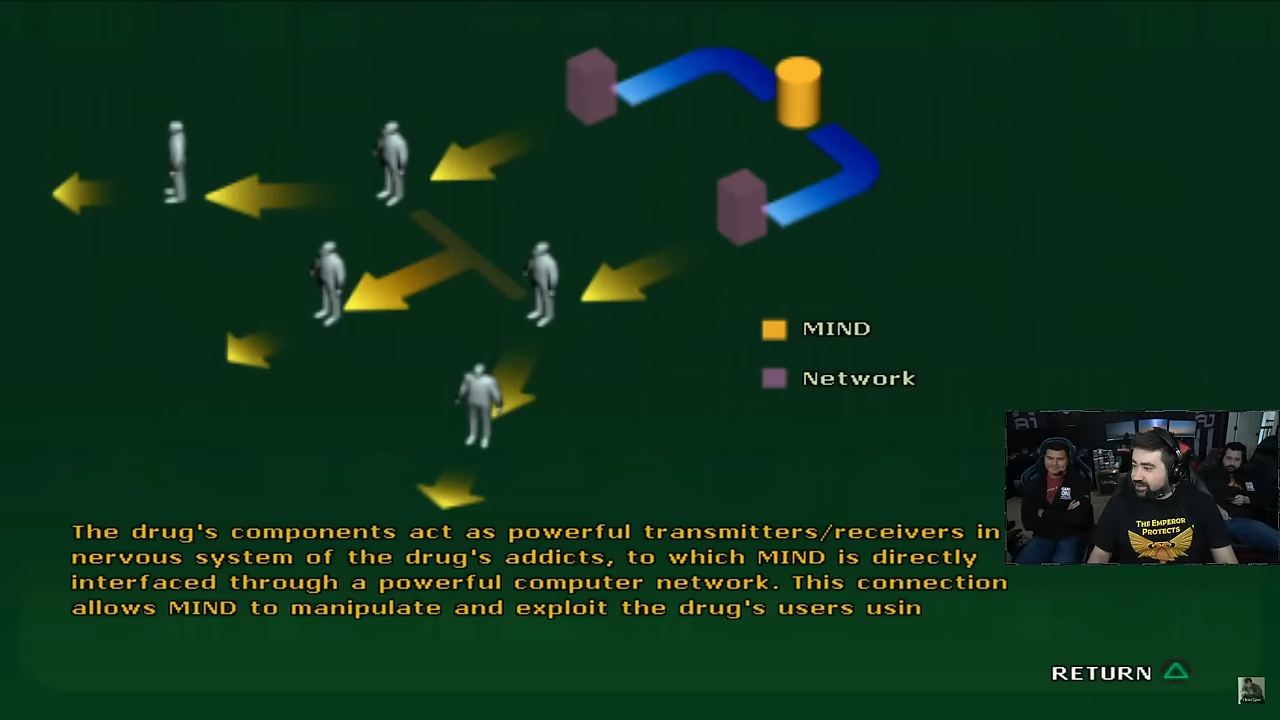 MIND
Network
The drug's components act as powerful transmitters/receivers in
nervous system of the drug's addicts, to which MIND is directly
interfaced through a powerful computer network. This connection
allows MIND to manipulate and exploit the drug's users usin
THE EMPEROR
PROTECTS
RETURN